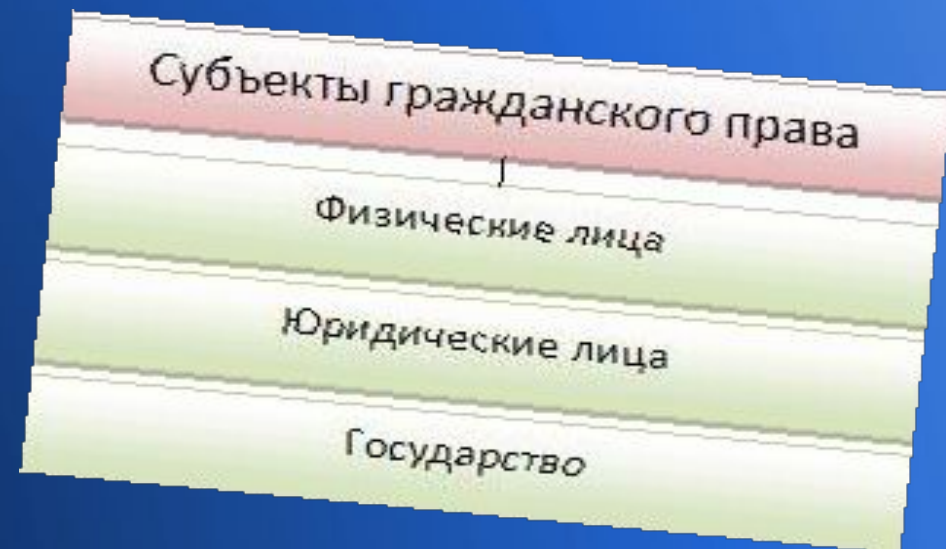 Субъекты гражданского права
Физические лица
Юридические лица
Государство